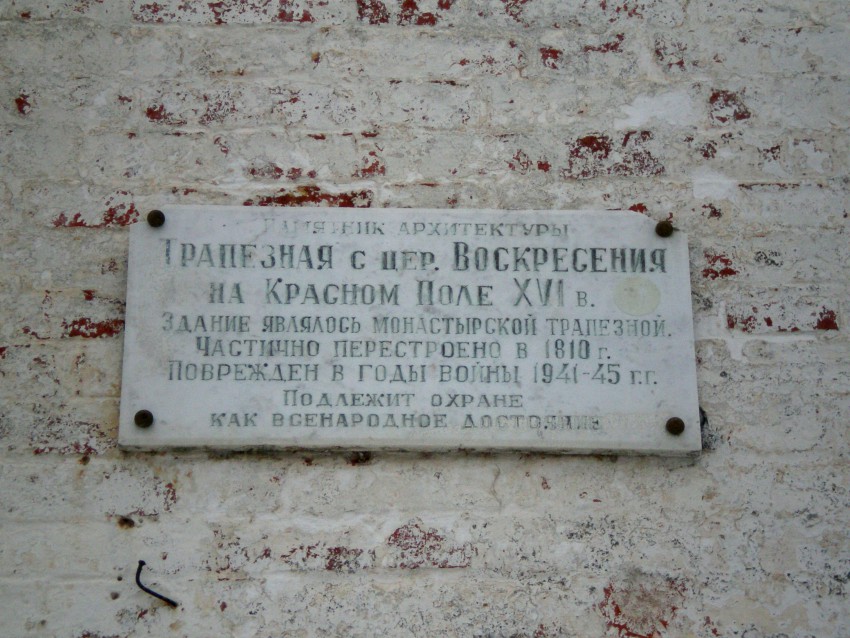 Памятник архитектуры
Трапезная с цер. Воскресения
на Красном Поле XVI в.
Здание являлось монастырской трапезной.
Частично перестроено в 1810 г.
Поврежден в годы войны 1941-45 г.г.
Подлежит охране
как всенародное достояние